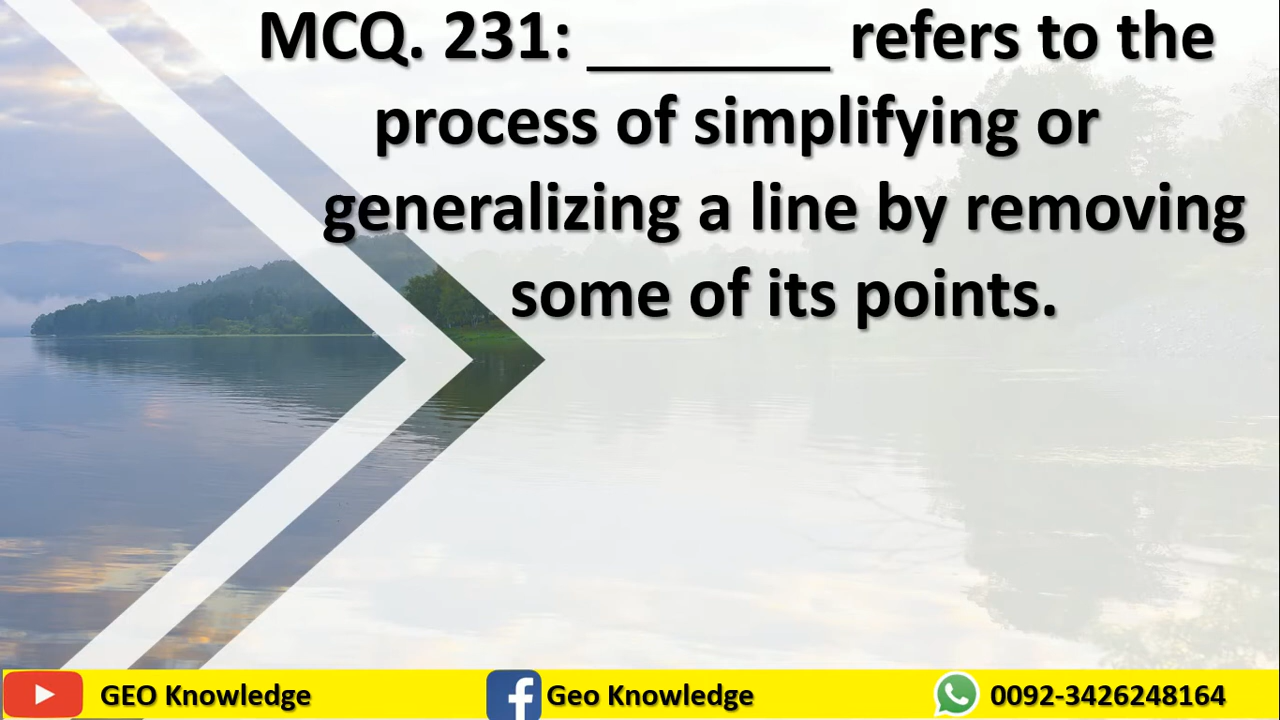 MCQ. 231: _______ refers to the
process of simplifying or
generalizing a line by removing
some of its points.
GEO Knowledge
Geo Knowledge
0092-3426248164